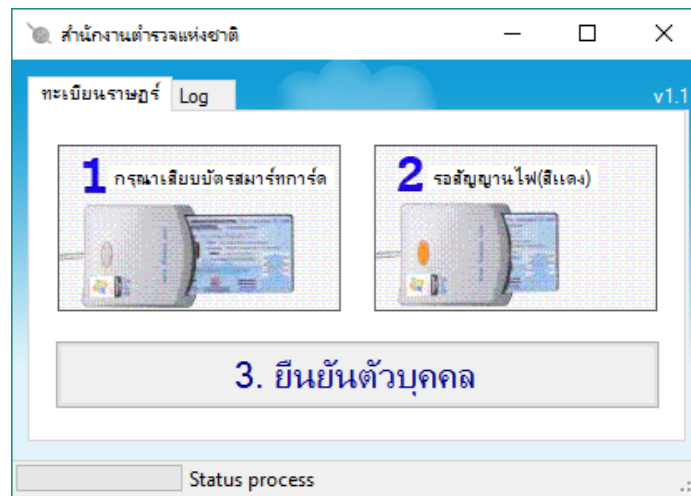 สำนักงานตำรวจแห่งชาติ
ทะเบียนราษฎร์ Log v1.1
1 กรุณาเสียบบัตรสมาร์ทการ์ด
2 รอสัญญานไฟ(สีแดง)
3. ยืนยันตัวบุคคล
Status process